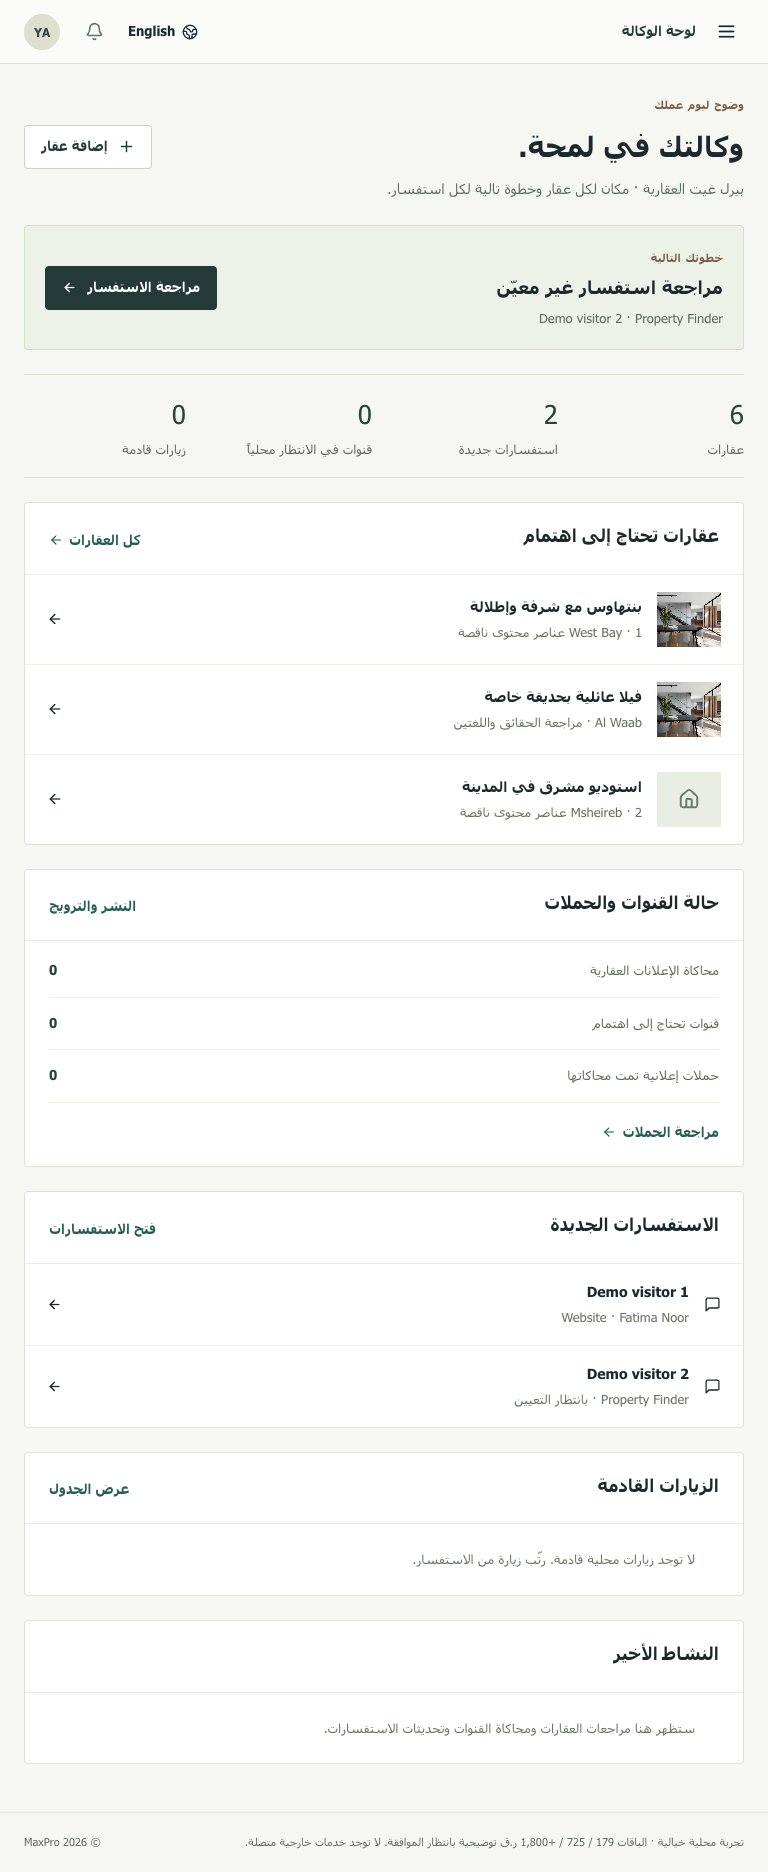 لوحة الوكالة
English
YA
وضوح ليوم عملك
وكالتك في لمحة.
إضافة عقار
بيرل غيت العقارية · مكان لكل عقار وخطوة تالية لكل استفسار.
خطوتك التالية
مراجعة استفسار غير معيّن
مراجعة الاستفسار
Demo visitor 2 · Property Finder
6
عقارات
2
استفسارات جديدة
0
قنوات في الانتظار محلياً
0
زيارات قادمة
عقارات تحتاج إلى اهتمام
كل العقارات
بنتهاوس مع شرفة وإطلالة
West Bay · 1 عناصر محتوى ناقصة
فيلا عائلية بحديقة خاصة
Al Waab · مراجعة الحقائق واللغتين
استوديو مشرق في المدينة
Msheireb · 2 عناصر محتوى ناقصة
حالة القنوات والحملات
النشر والترويج
محاكاة الإعلانات العقارية
0
قنوات تحتاج إلى اهتمام
0
حملات إعلانية تمت محاكاتها
0
مراجعة الحملات
الاستفسارات الجديدة
فتح الاستفسارات
Demo visitor 1
Website · Fatima Noor
Demo visitor 2
Property Finder · بانتظار التعيين
الزيارات القادمة
عرض الجدول
لا توجد زيارات محلية قادمة. رتّب زيارة من الاستفسار.
النشاط الأخير
ستظهر هنا مراجعات العقارات ومحاكاة القنوات وتحديثات الاستفسارات.
تجربة محلية خيالية · الباقات 179 / 725 / +1,800 ر.ق توضيحية بانتظار الموافقة. لا توجد خدمات خارجية متصلة.
© MaxPro 2026